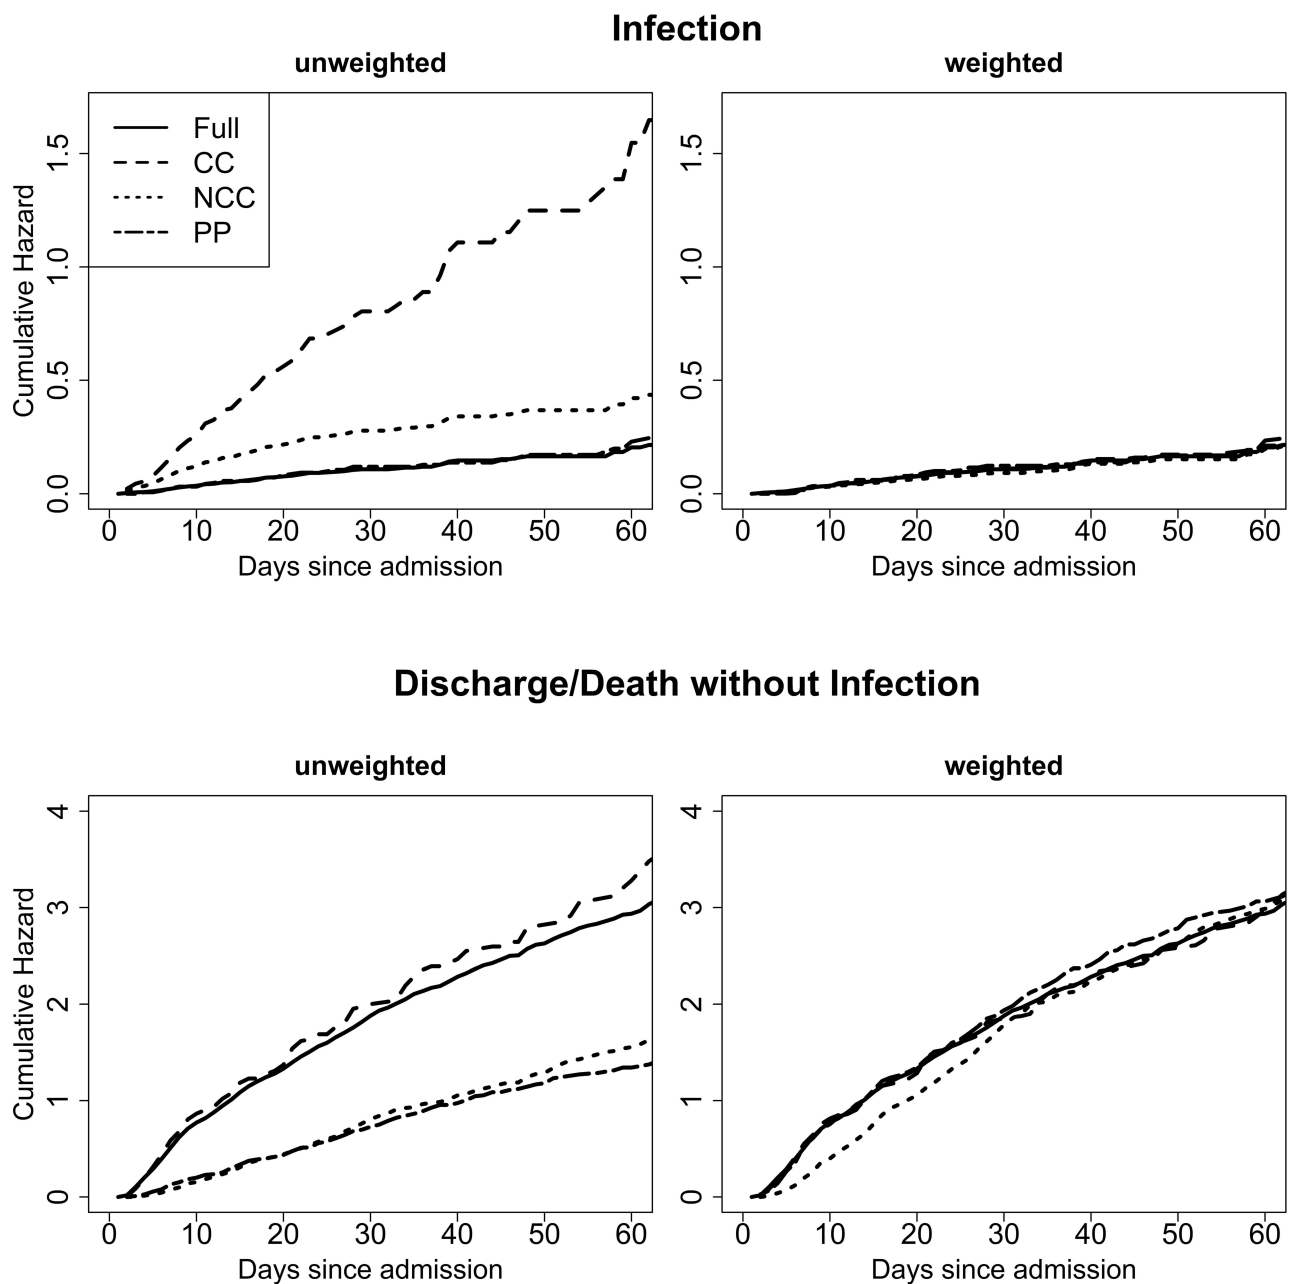 Infection
unweighted
weighted
Full
CC
NCC
PP
Cumulative Hazard
0.0 0.5 1.0 1.5
0.0 0.5 1.0 1.5
0 10 20 30 40 50 60
0 10 20 30 40 50 60
Days since admission
Days since admission
Discharge/Death without Infection
unweighted
weighted
Cumulative Hazard
0 1 2 3 4
0 1 2 3 4
0 10 20 30 40 50 60
0 10 20 30 40 50 60
Days since admission
Days since admission